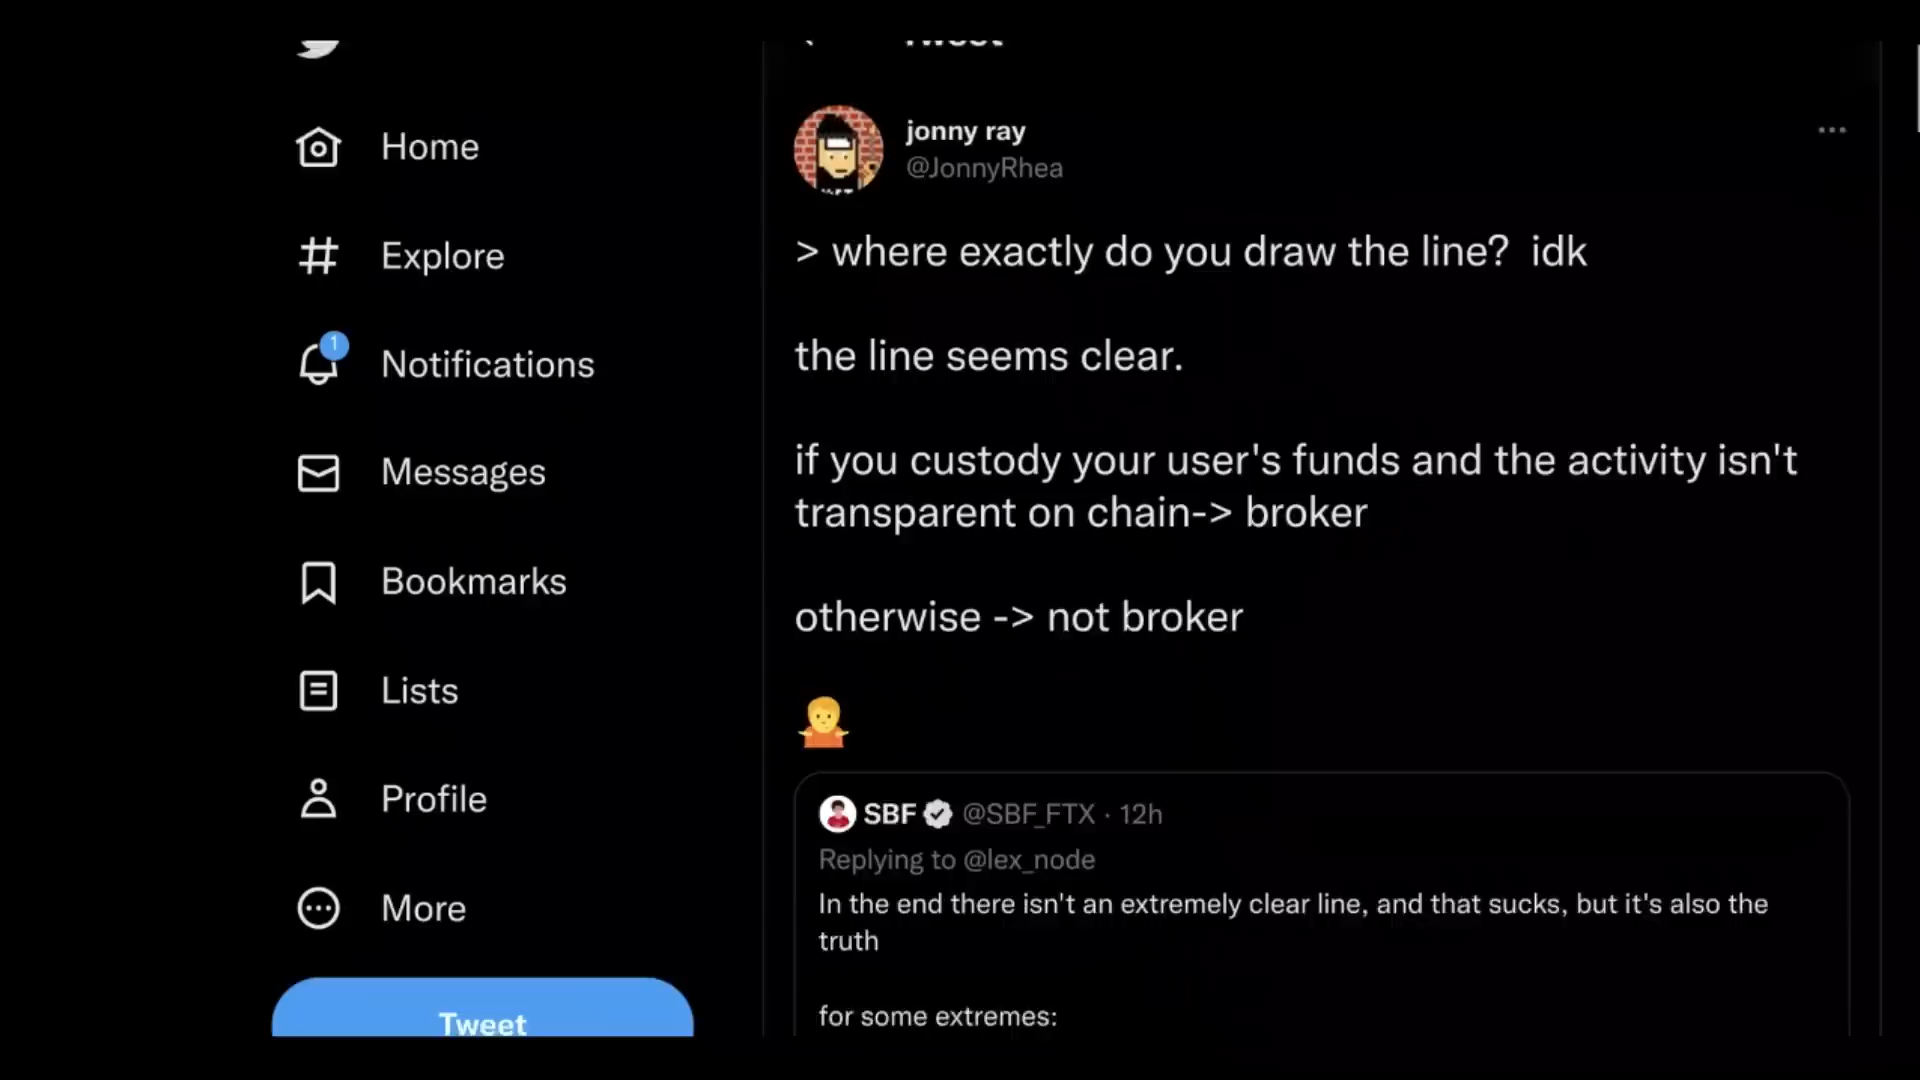 Tweet
Home
Explore
1
Notifications
Messages
Bookmarks
Lists
Profile
More
Tweet
jonny ray
@JonnyRhea
> where exactly do you draw the line?  idk
the line seems clear.
if you custody your user's funds and the activity isn't
transparent on chain-> broker
otherwise -> not broker
SBF @SBF_FTX · 12h
Replying to @lex_node
In the end there isn't an extremely clear line, and that sucks, but it's also the
truth
for some extremes: